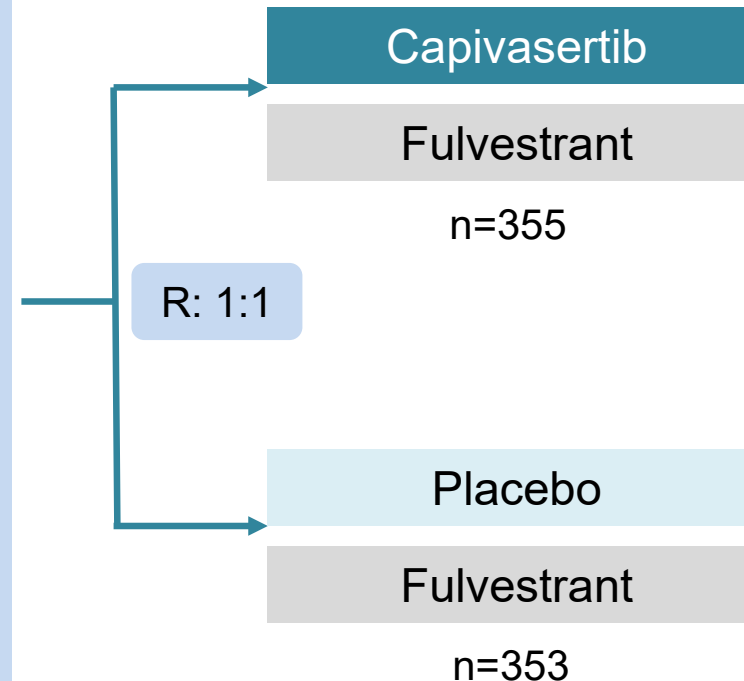 Capivasertib
Fulvestrant
n=355
R: 1:1
Placebo
Fulvestrant
n=353